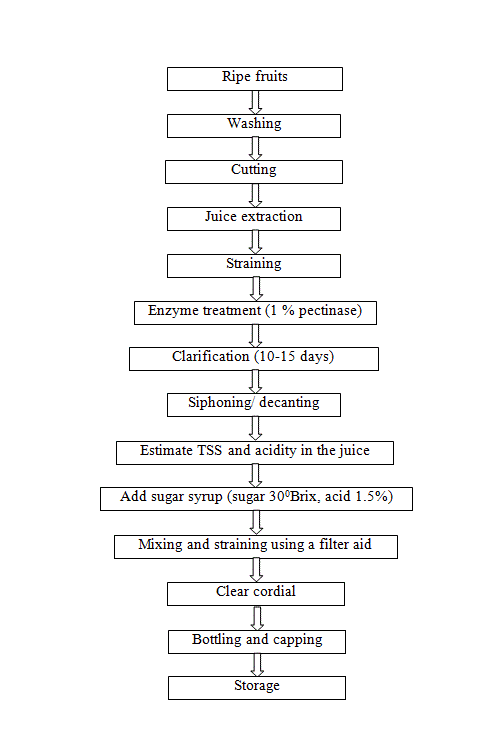 Ripe fruits
Washing
Cutting
Juice extraction
Straining
Enzyme treatment (1 % pectinase)
Clarification (10-15 days)
Siphoning/ decanting
Estimate TSS and acidity in the juice
Add sugar syrup (sugar 30⁰Brix, acid 1.5%)
Mixing and straining using a filter aid
Clear cordial
Bottling and capping
Storage